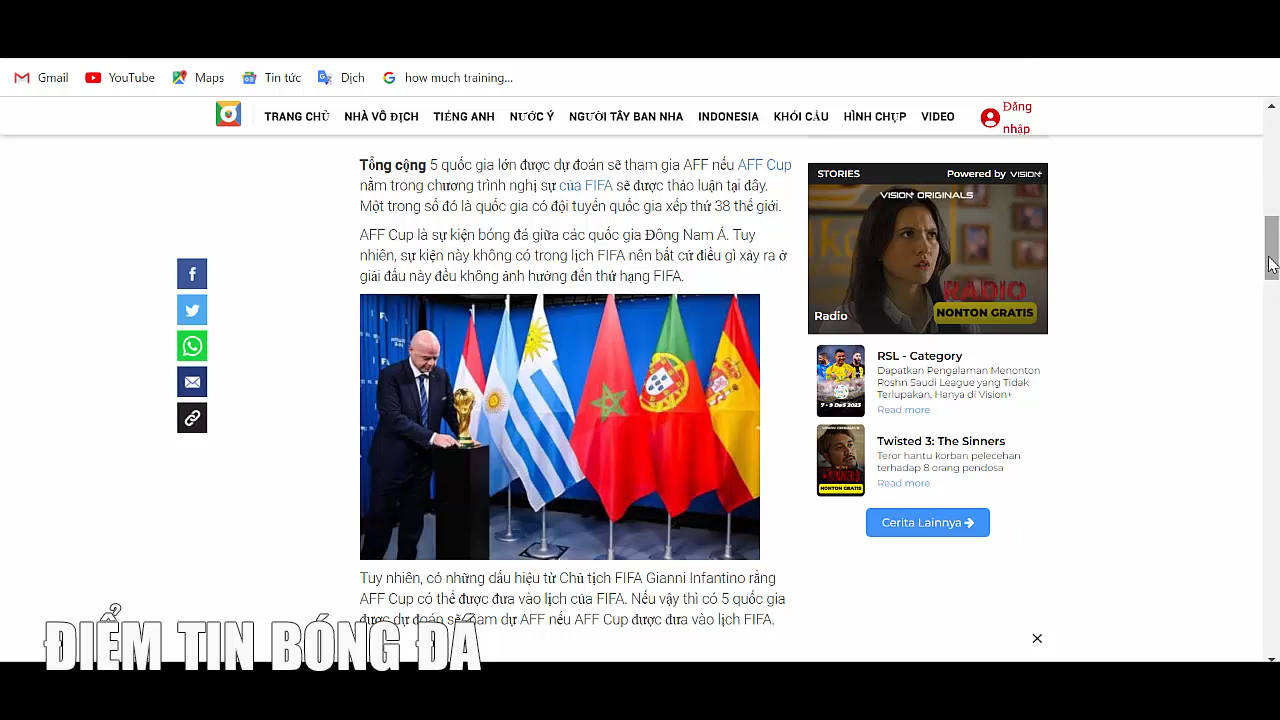 Gmail YouTube Maps Tin tức Dịch how much training...
TRANG CHỦ NHÀ VÔ ĐỊCH TIẾNG ANH NƯỚC Ý NGƯỜI TÂY BAN NHA INDONESIA KHỐI CẦU HÌNH CHỤP VIDEO Đăng nhập
Tổng cộng 5 quốc gia lớn được dự đoán sẽ tham gia AFF nếu AFF Cup
nằm trong chương trình nghị sự của FIFA sẽ được thảo luận tại đây.
Một trong số đó là quốc gia có đội tuyển quốc gia xếp thứ 38 thế giới.
AFF Cup là sự kiện bóng đá giữa các quốc gia Đông Nam Á. Tuy
nhiên, sự kiện này không có trong lịch FIFA nên bất cứ điều gì xảy ra ở
giải đấu này đều không ảnh hưởng đến thứ hạng FIFA.
Tuy nhiên, có những dấu hiệu từ Chủ tịch FIFA Gianni Infantino rằng
AFF Cup có thể được đưa vào lịch của FIFA. Nếu vậy thì có 5 quốc gia
được dự đoán sẽ tham dự AFF nếu AFF Cup được đưa vào lịch FIFA.
STORIES Powered by VISION+
VISION+ ORIGINALS
RADIO
Radio NONTON GRATIS
RSL - Category
Dapatkan Pengalaman Menonton
Roshn Saudi League yang Tidak
Terlupakan, Hanya di Vision+
Read more
Twisted 3: The Sinners
Teror hantu korban pelecehan
terhadap 8 orang pendosa
Read more
NONTON GRATIS
Cerita Lainnya
ĐIỂM TIN BÓNG ĐÁ